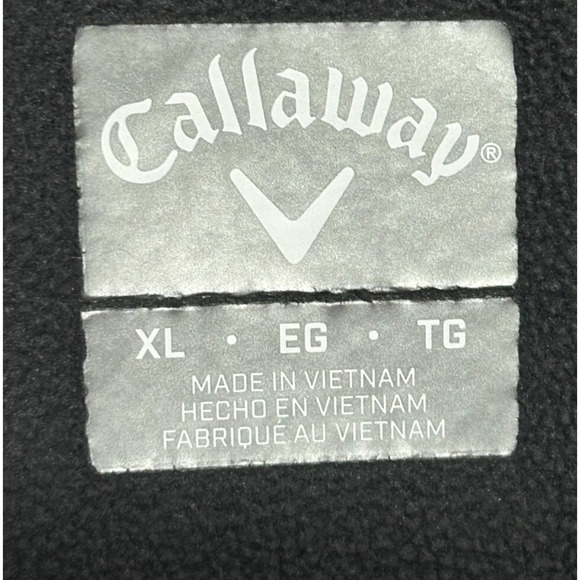 Callaway®
XL • EG • TG
MADE IN VIETNAM
HECHO EN VIETNAM
FABRIQUÉ AU VIETNAM